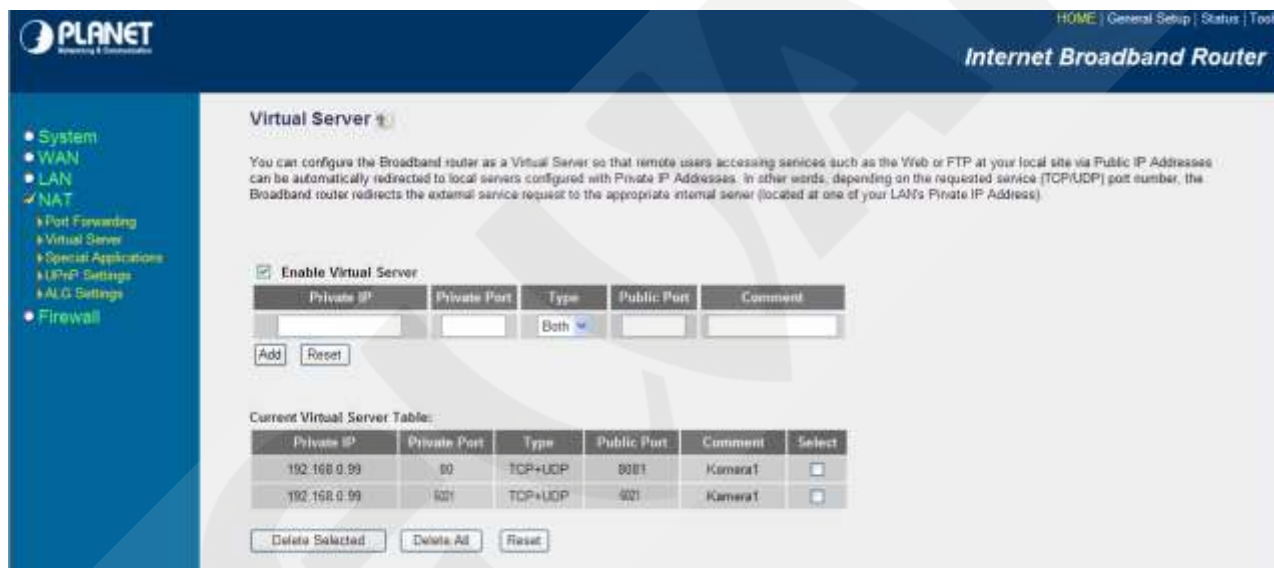 PLANET
Networking & Communication
HOME | General Setup | Status | Tool
Internet Broadband Router
System
WAN
LAN
NAT
Port Forwarding
Virtual Server
Special Applications
UPnP Settings
ALG Settings
Firewall
Virtual Server
You can configure the Broadband router as a Virtual Server so that remote users accessing services such as the Web or FTP at your local site via Public IP Addresses
can be automatically redirected to local servers configured with Private IP Addresses. In other words, depending on the requested service (TCP/UDP) port number, the
Broadband router redirects the external service request to the appropriate internal server (located at one of your LAN's Private IP Address).
Enable Virtual Server
Private IP Private Port Type Public Port Comment
Both
Add Reset
Current Virtual Server Table:
Private IP Private Port Type Public Port Comment Select
192.168.0.99 80 TCP+UDP Kamera1
192.168.0.99 6021 TCP+UDP 6021 Kamera1
Delete Selected Delete All Reset